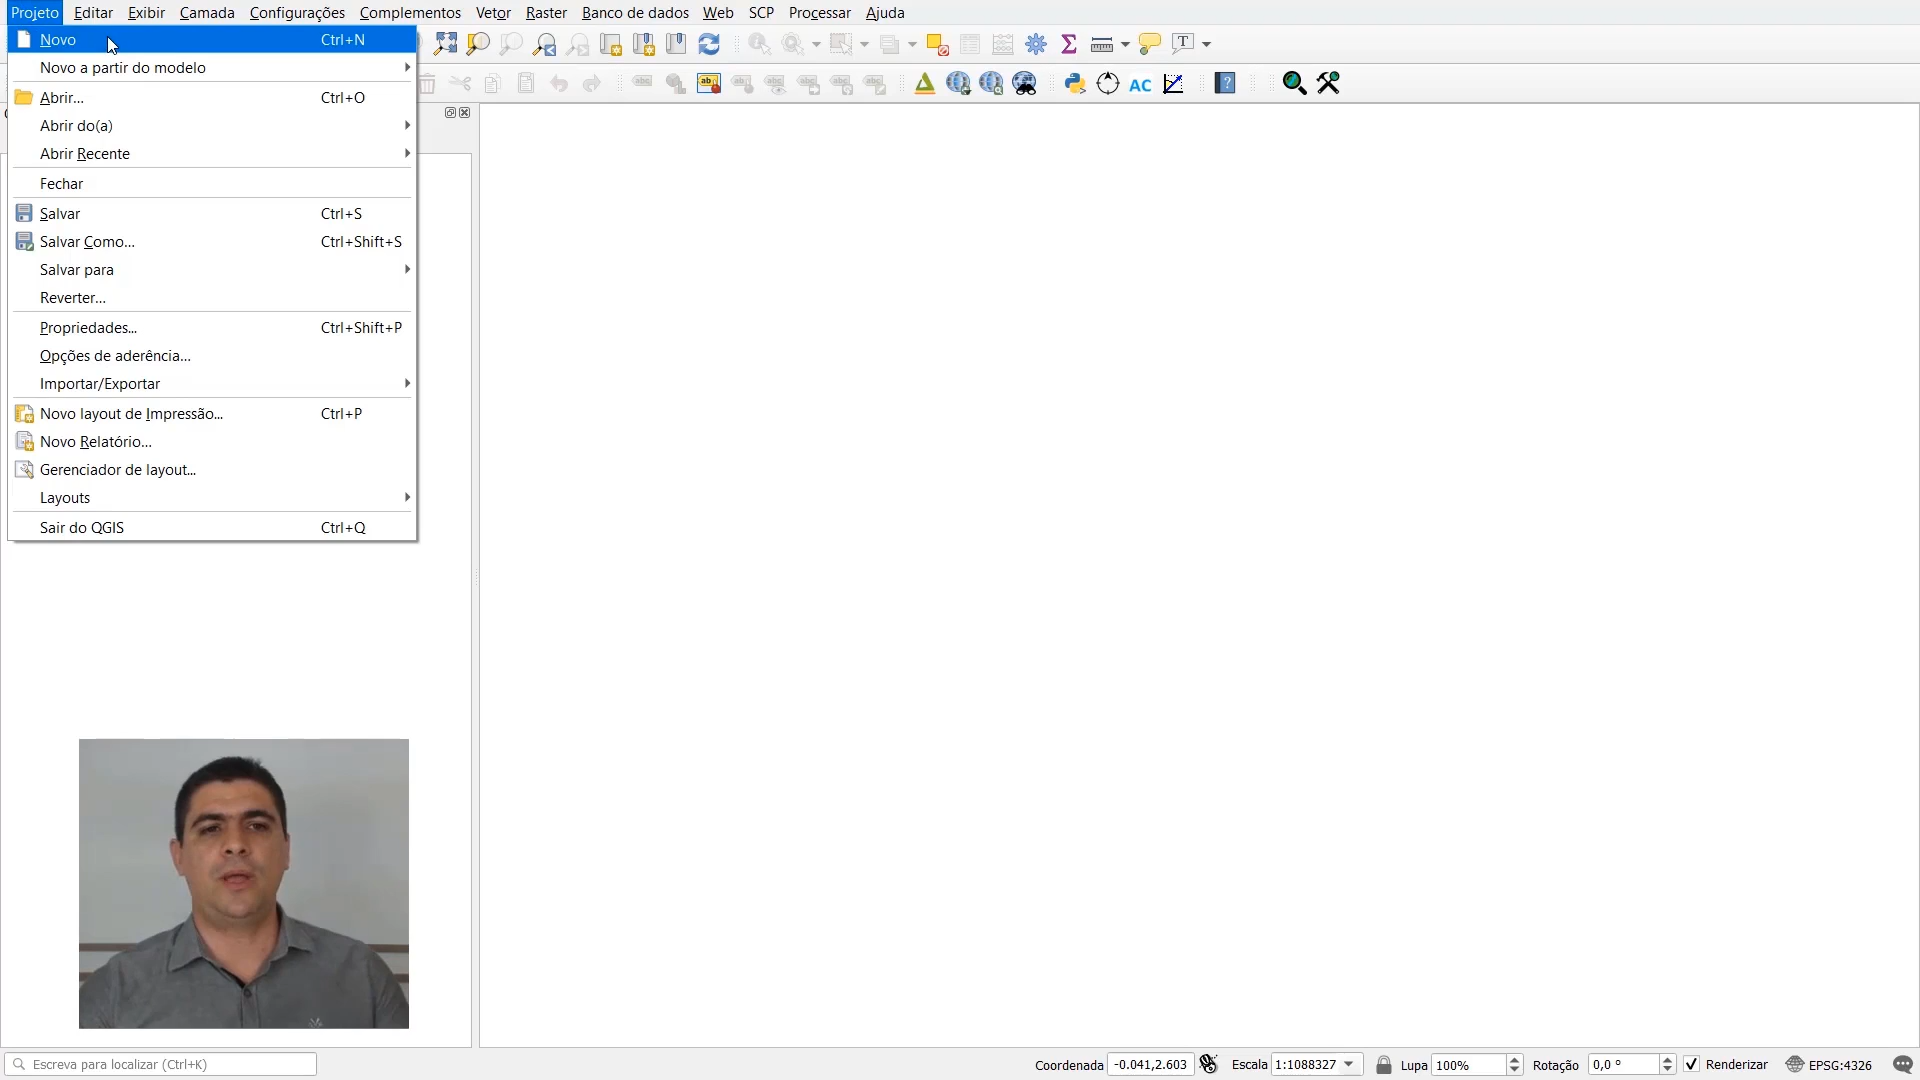 Projeto Editar Exibir Camada Configurações Complementos Vetor Raster Banco de dados Web SCP Processar Ajuda
Novo Ctrl+N
Novo a partir do modelo
Abrir... Ctrl+O
Abrir do(a)
Abrir Recente
Fechar
Salvar Ctrl+S
Salvar Como... Ctrl+Shift+S
Salvar para
Reverter...
Propriedades... Ctrl+Shift+P
Opções de aderência...
Importar/Exportar
Novo layout de Impressão... Ctrl+P
Novo Relatório...
Gerenciador de layout...
Layouts
Sair do QGIS Ctrl+Q
AC
Escreva para localizar (Ctrl+K) Coordenada -0.041,2.603 Escala 1:1088327 Lupa 100% Rotação 0,0 ° Renderizar EPSG:4326